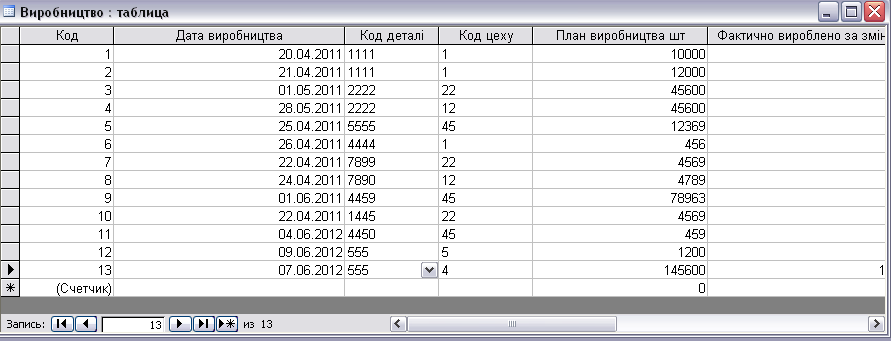 Виробництво : таблица
Код Дата виробництва Код деталі Код цеху План виробництва шт Фактично вироблено за змін
1 20.04.2011 1111 1 10000
2 21.04.2011 1111 1 12000
3 01.05.2011 2222 22 45600
4 28.05.2011 2222 12 45600
5 25.04.2011 5555 45 12369
6 26.04.2011 4444 1 456
7 22.04.2011 7899 22 4569
8 24.04.2011 7890 12 4789
9 01.06.2011 4459 45 78963
10 22.04.2011 1445 22 4569
11 04.06.2012 4450 45 459
12 09.06.2012 555 5 1200
13 07.06.2012 555 4 145600 1
(Счетчик) 0
Запись: 13 из 13